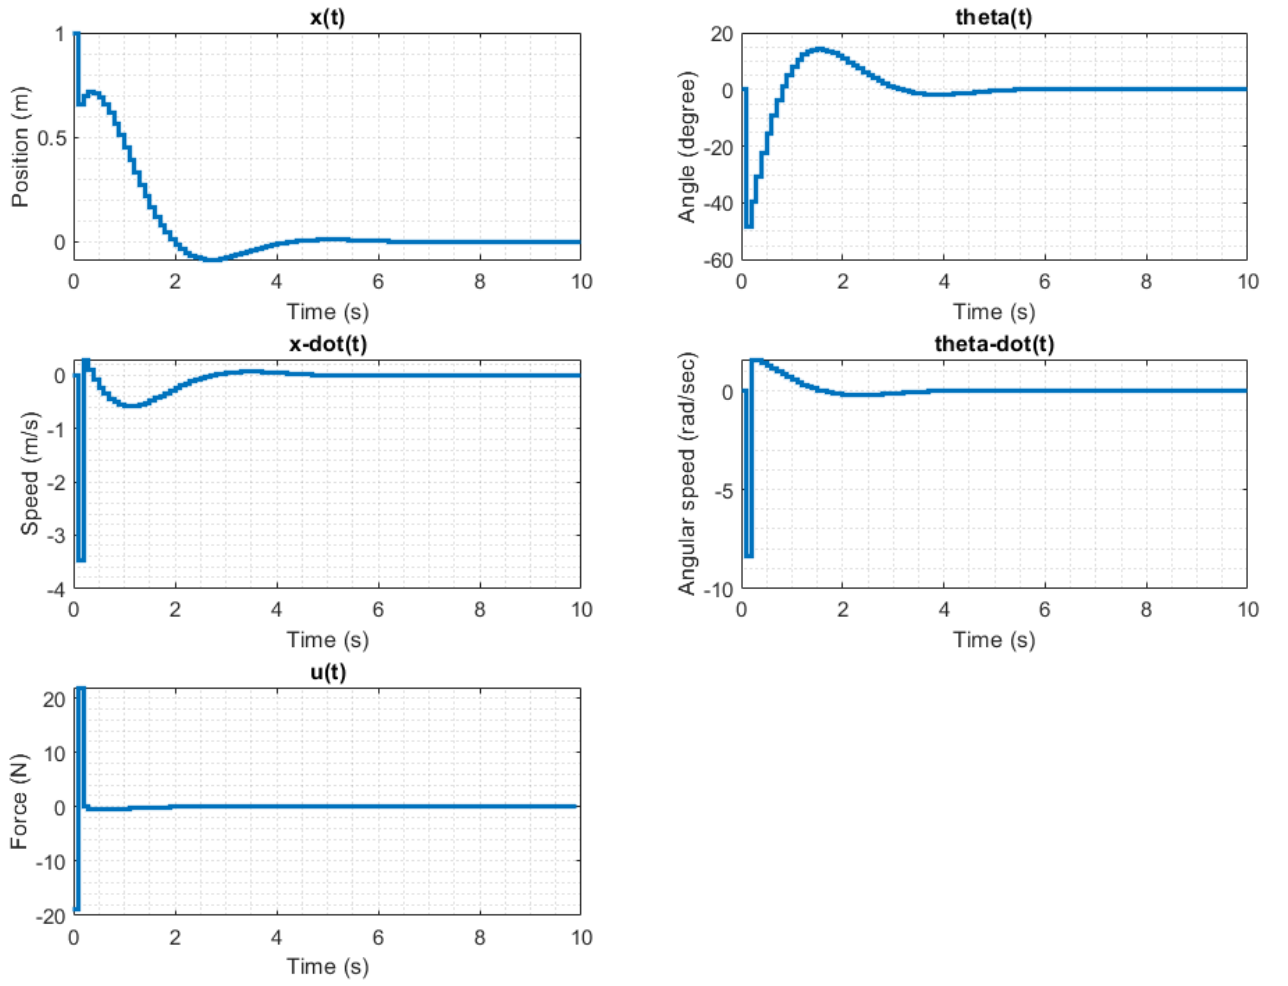 x(t)
1
0.5
0
Position (m)
0 2 4 6 8 10
Time (s)
theta(t)
20
0
-20
-40
-60
Angle (degree)
0 2 4 6 8 10
Time (s)
x-dot(t)
0
-1
-2
-3
-4
Speed (m/s)
0 2 4 6 8 10
Time (s)
theta-dot(t)
0
-5
-10
Angular speed (rad/sec)
0 2 4 6 8 10
Time (s)
u(t)
20
10
0
-10
-20
Force (N)
0 2 4 6 8 10
Time (s)